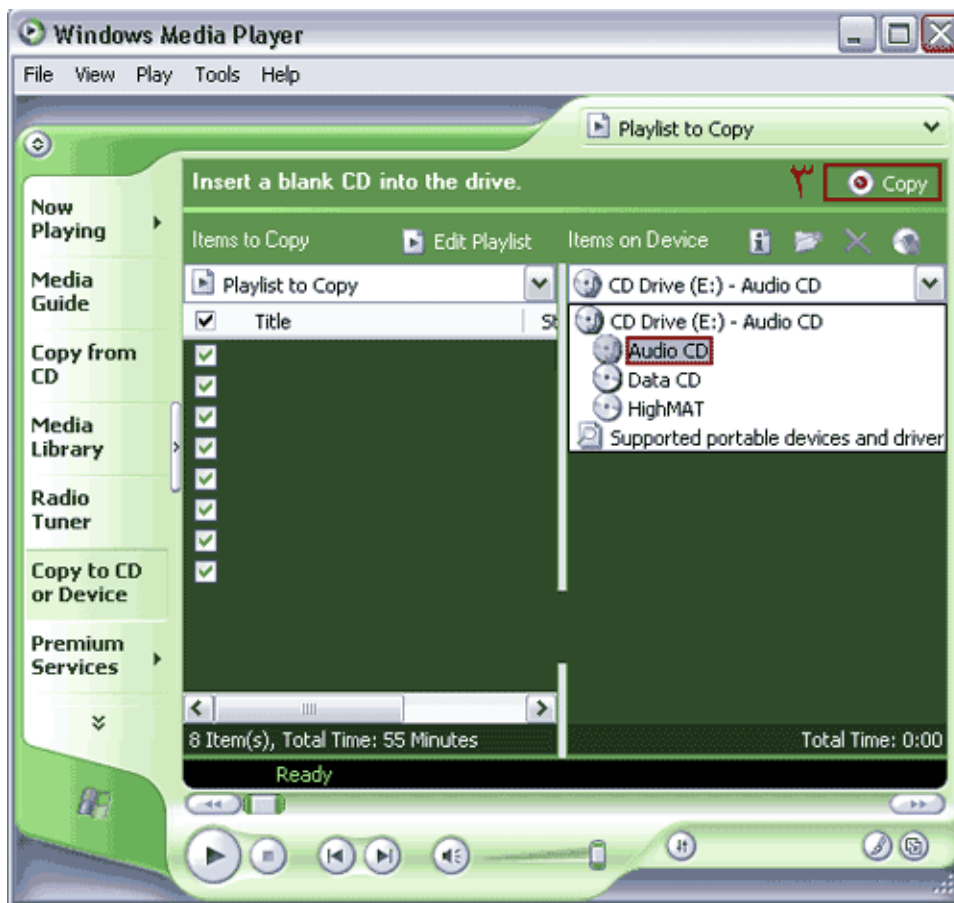 Windows Media Player
File View Play Tools Help
Playlist to Copy
Insert a blank CD into the drive.
٣ Copy
Items to Copy Edit Playlist Items on Device
Playlist to Copy
CD Drive (E:) - Audio CD
Title St
CD Drive (E:) - Audio CD
Audio CD
Data CD
HighMAT
Supported portable devices and driver
Now
Playing
Media
Guide
Copy from
CD
Media
Library
Radio
Tuner
Copy to CD
or Device
Premium
Services
8 Item(s), Total Time: 55 Minutes
Total Time: 0:00
Ready